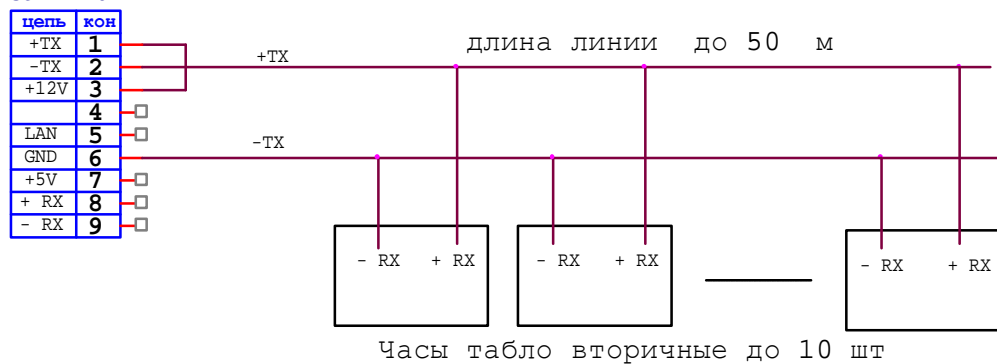 цепь кон
+TX 1
-TX 2
+12V 3
4
LAN 5
GND 6
+5V 7
+ RX 8
- RX 9
+TX
длина линии до 50 м
-TX
- RX + RX
- RX + RX
- RX + RX
Часы табло вторичные до 10 шт